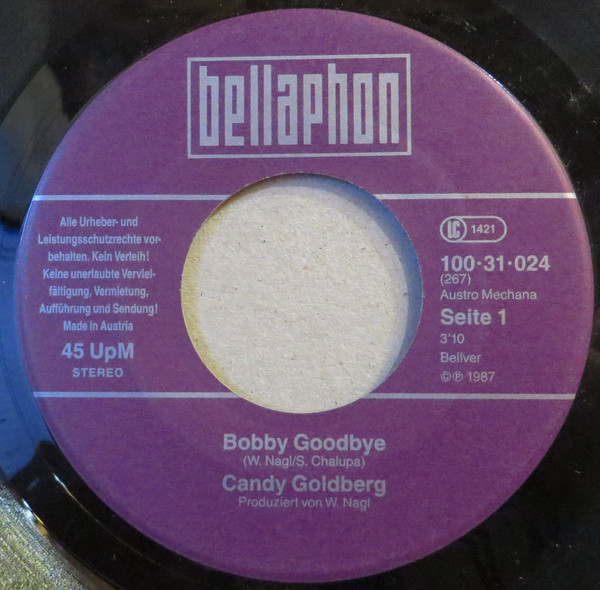 bellaphon
Alle Urheber- und
Leistungsschutzrechte vor-
behalten. Kein Verleih!
Keine unerlaubte Verviel-
fältigung, Vermietung,
Aufführung und Sendung!
Made in Austria
45 UpM
STEREO
LC 1421
100·31·024
(267)
Austro Mechana
Seite 1
3'10
Bellver
©℗ 1987
Bobby Goodbye
(W. Nagl/S. Chalupa)
Candy Goldberg
Produziert von W. Nagl